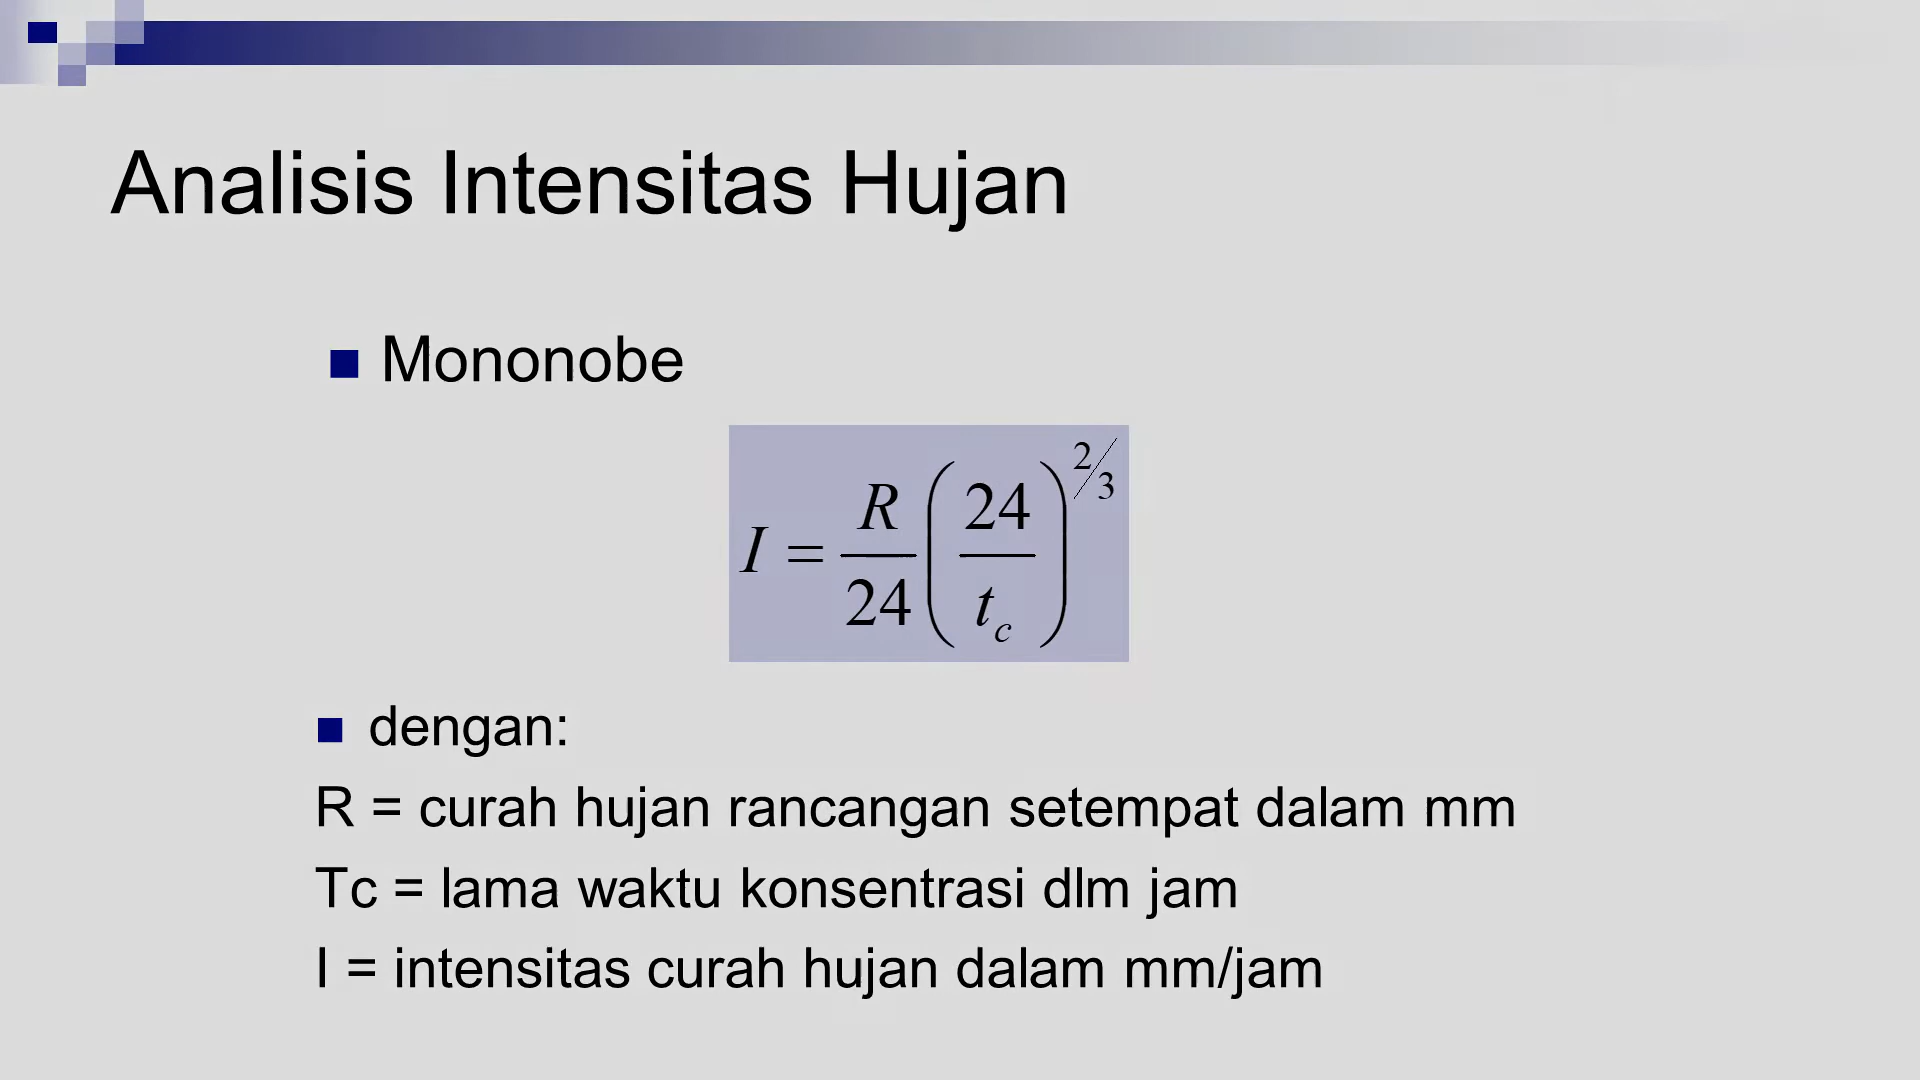 Analisis Intensitas Hujan
Mononobe
I = R/24 (24/t_c)^2/3
dengan:
R = curah hujan rancangan setempat dalam mm
Tc = lama waktu konsentrasi dlm jam
I = intensitas curah hujan dalam mm/jam